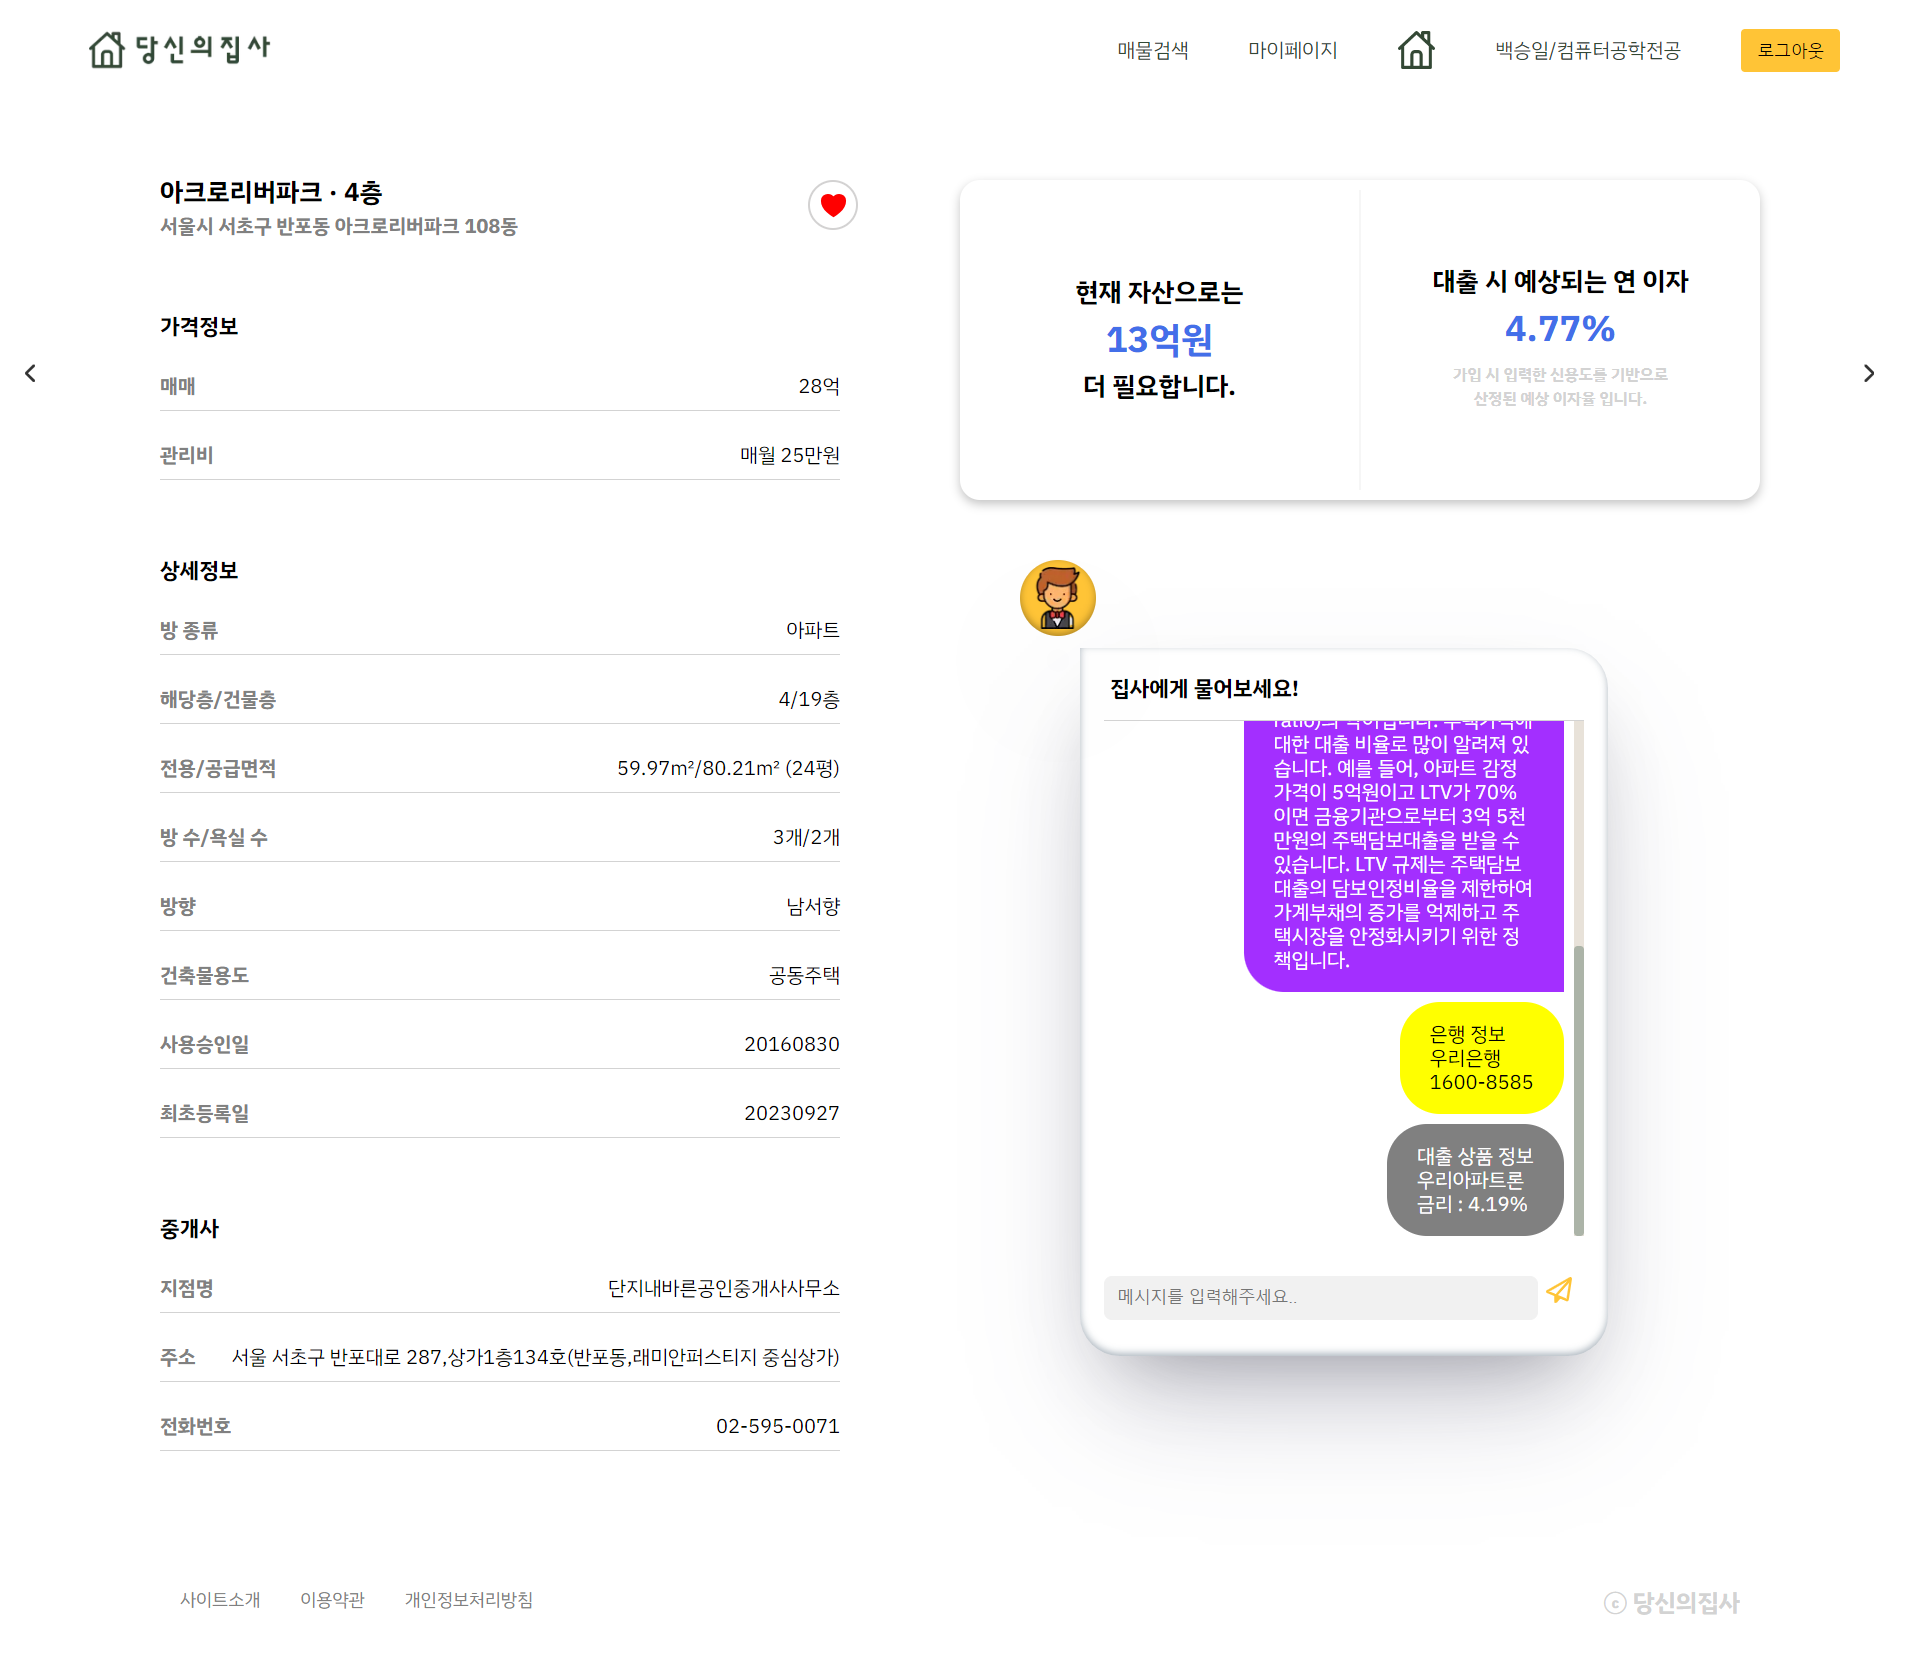 당신의집사
매물검색
마이페이지
백승일/컴퓨터공학전공
로그아웃
아크로리버파크 · 4층
서울시 서초구 반포동 아크로리버파크 108동
가격정보
매매 28억
관리비 매월 25만원
상세정보
방 종류 아파트
해당층/건물층 4/19층
전용/공급면적 59.97m²/80.21m² (24평)
방 수/욕실 수 3개/2개
방향 남서향
건축물용도 공동주택
사용승인일 20160830
최초등록일 20230927
중개사
지점명 단지내바른공인중개사사무소
주소 서울 서초구 반포대로 287,상가1층134호(반포동,래미안퍼스티지 중심상가)
전화번호 02-595-0071
현재 자산으로는
13억원
더 필요합니다.
대출 시 예상되는 연 이자
4.77%
가입 시 입력한 신용도를 기반으로
산정된 예상 이자율 입니다.
집사에게 물어보세요!
ratio)의 약어입니다. 주택가격에
대한 대출 비율로 많이 알려져 있
습니다. 예를 들어, 아파트 감정
가격이 5억원이고 LTV가 70%
이면 금융기관으로부터 3억 5천
만원의 주택담보대출을 받을 수
있습니다. LTV 규제는 주택담보
대출의 담보인정비율을 제한하여
가계부채의 증가를 억제하고 주
택시장을 안정화시키기 위한 정
책입니다.
은행 정보
우리은행
1600-8585
대출 상품 정보
우리아파트론
금리 : 4.19%
메시지를 입력해주세요..
사이트소개
이용약관
개인정보처리방침
ⓒ 당신의집사